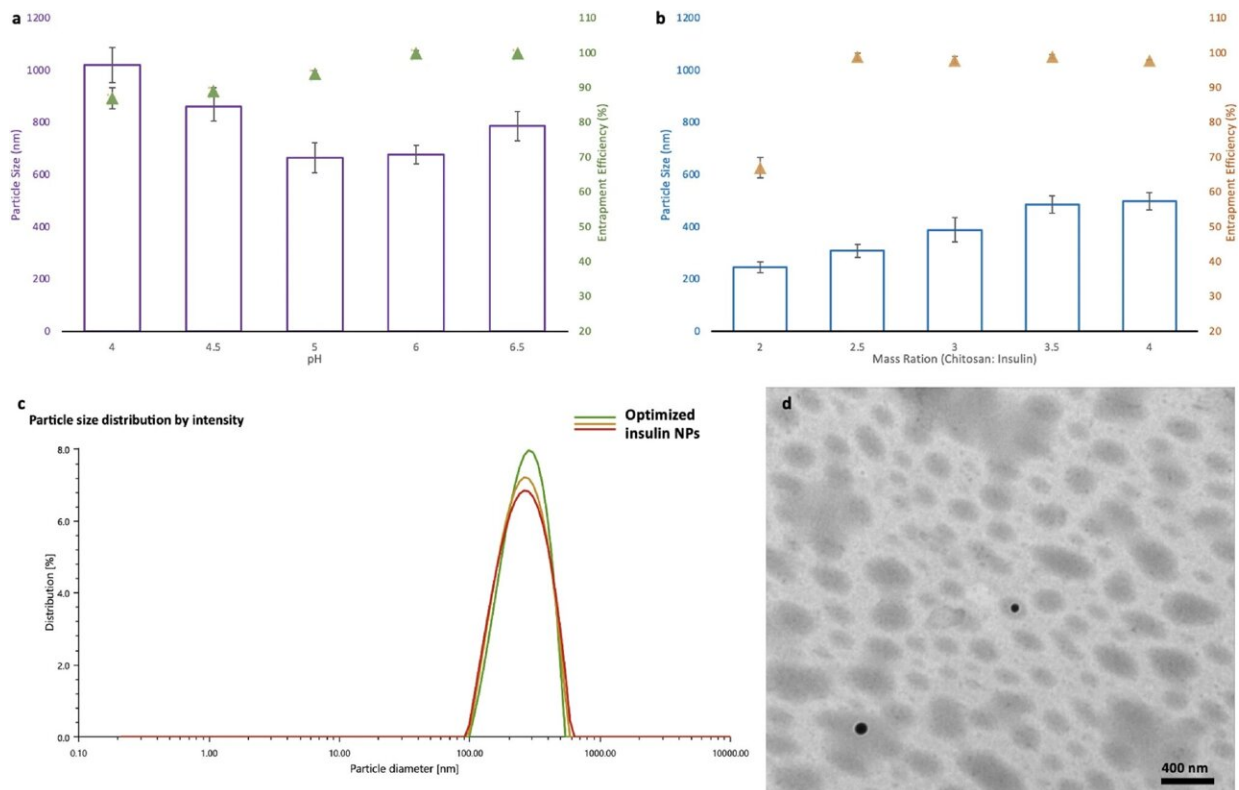 a
1200
1000
800
600
400
200
0
Particle Size (nm)
110
100
90
80
70
60
50
40
30
20
Entrapment Efficiency (%)
4 4.5 5 6 6.5
pH
b
1200
1000
800
600
400
200
0
Particle Size (nm)
110
100
90
80
70
60
50
40
30
20
Entrapment Efficiency (%)
2 2.5 3 3.5 4
Mass Ration (Chitosan: Insulin)
c
Particle size distribution by intensity
Optimized
insulin NPs
8.0
6.0
4.0
2.0
0.0
Distribution [%]
0.10 1.00 10.00 100.00 1000.00 10000.00
Particle diameter [nm]
d
400 nm